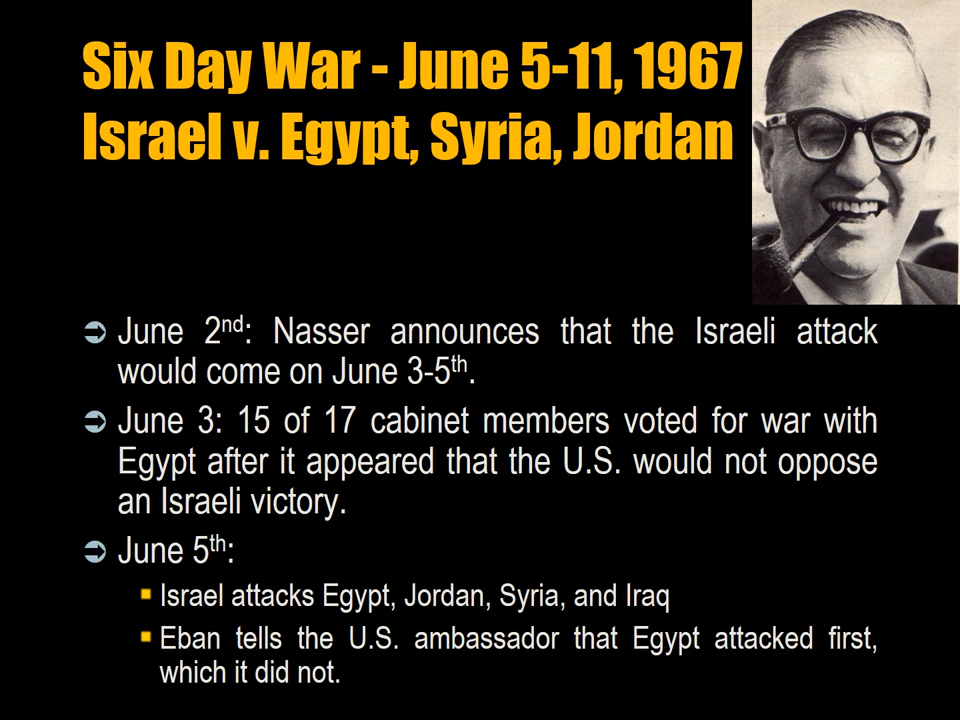 Six Day War - June 5-11, 1967
Israel v. Egypt, Syria, Jordan
June 2nd: Nasser announces that the Israeli attack
would come on June 3-5th.
June 3: 15 of 17 cabinet members voted for war with
Egypt after it appeared that the U.S. would not oppose
an Israeli victory.
June 5th:
Israel attacks Egypt, Jordan, Syria, and Iraq
Eban tells the U.S. ambassador that Egypt attacked first,
which it did not.